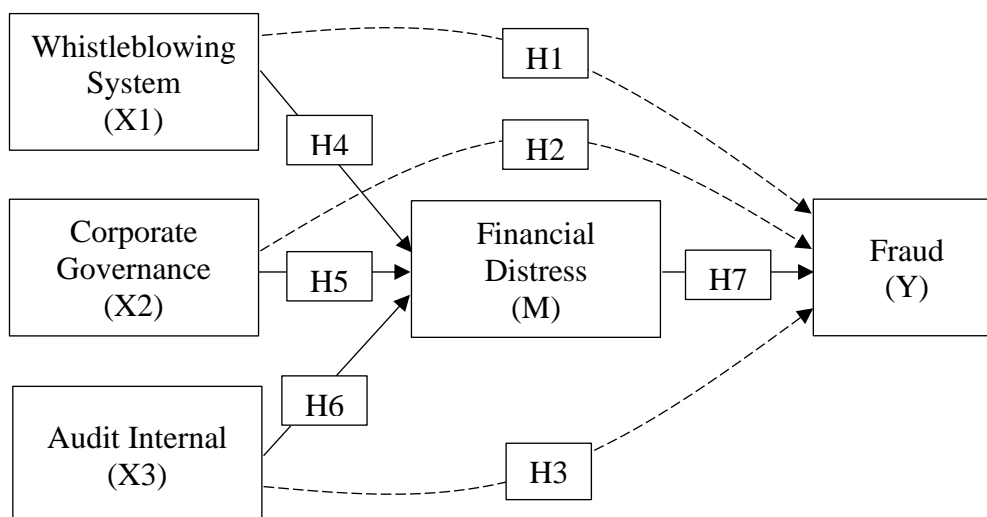 Whistleblowing
System
(X1)
H1
H4
H2
Corporate
Governance
(X2)
H5
Financial
Distress
(M)
H7
Fraud
(Y)
H6
Audit Internal
(X3)
H3